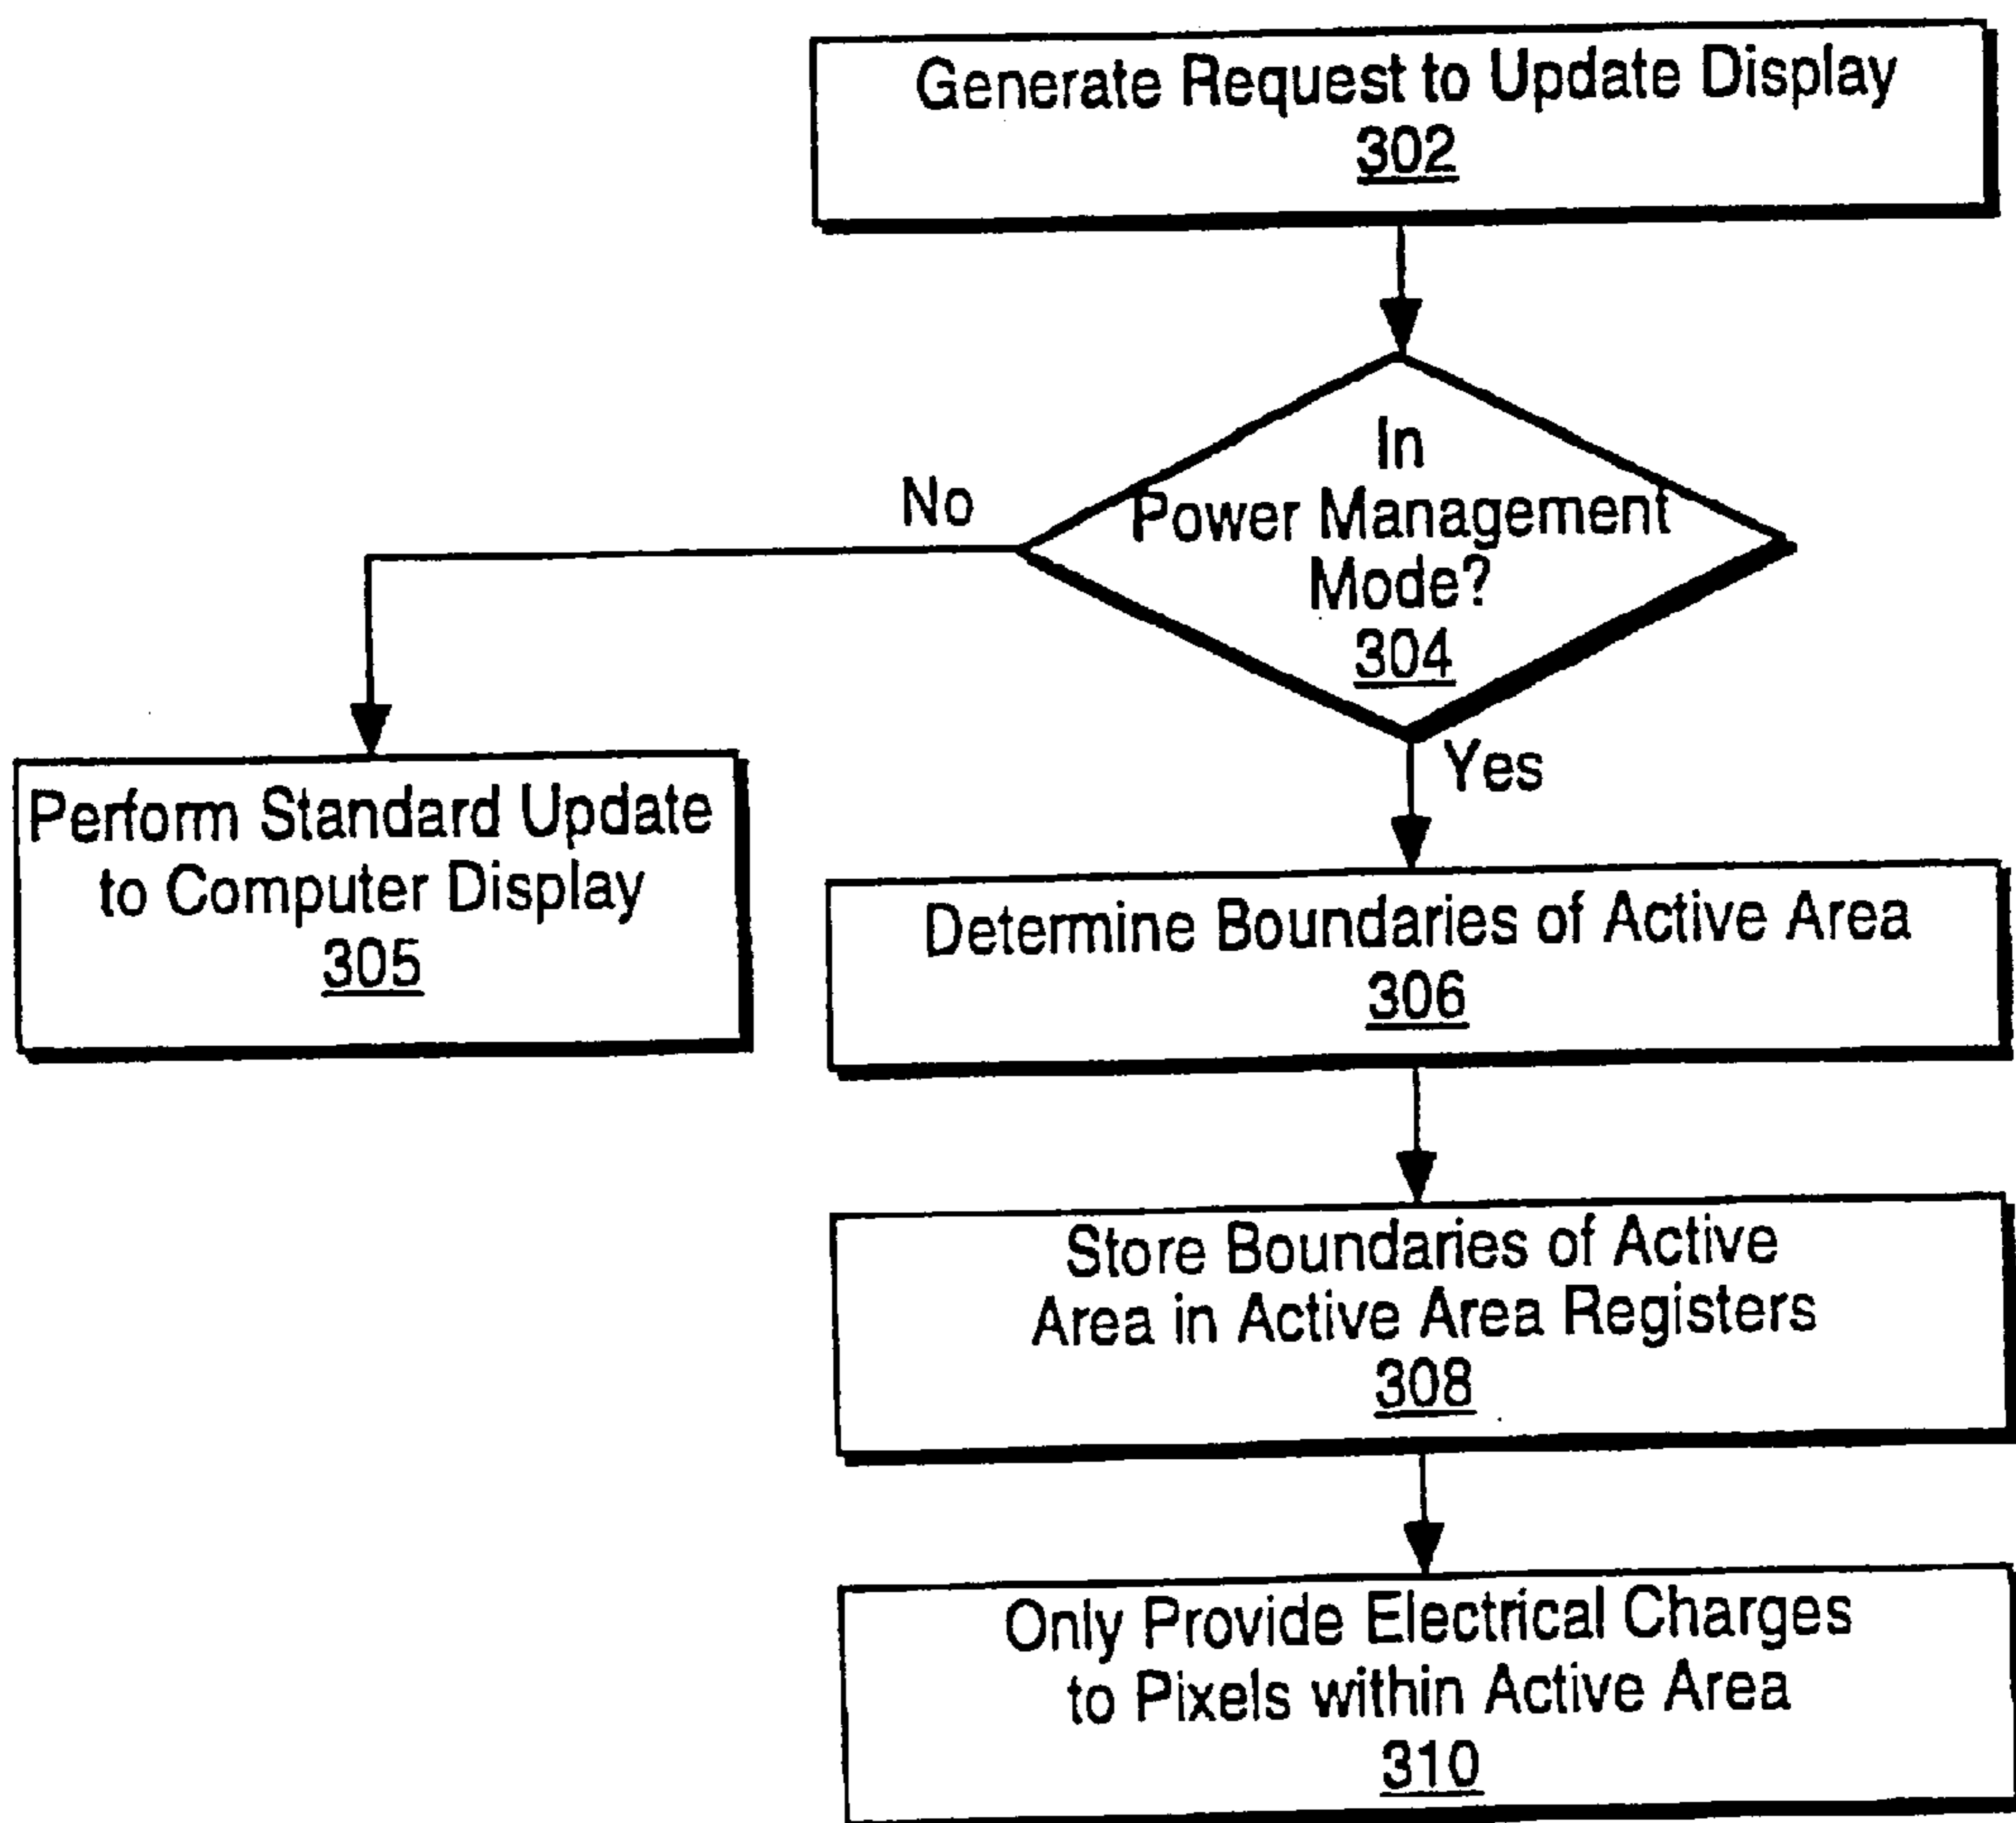 Generate Request to Update Display
302
In
Power Management
Mode?
304
No
Yes
Perform Standard Update
to Computer Display
305
Determine Boundaries of Active Area
306
Store Boundaries of Active
Area in Active Area Registers
308
Only Provide Electrical Charges
to Pixels within Active Area
310